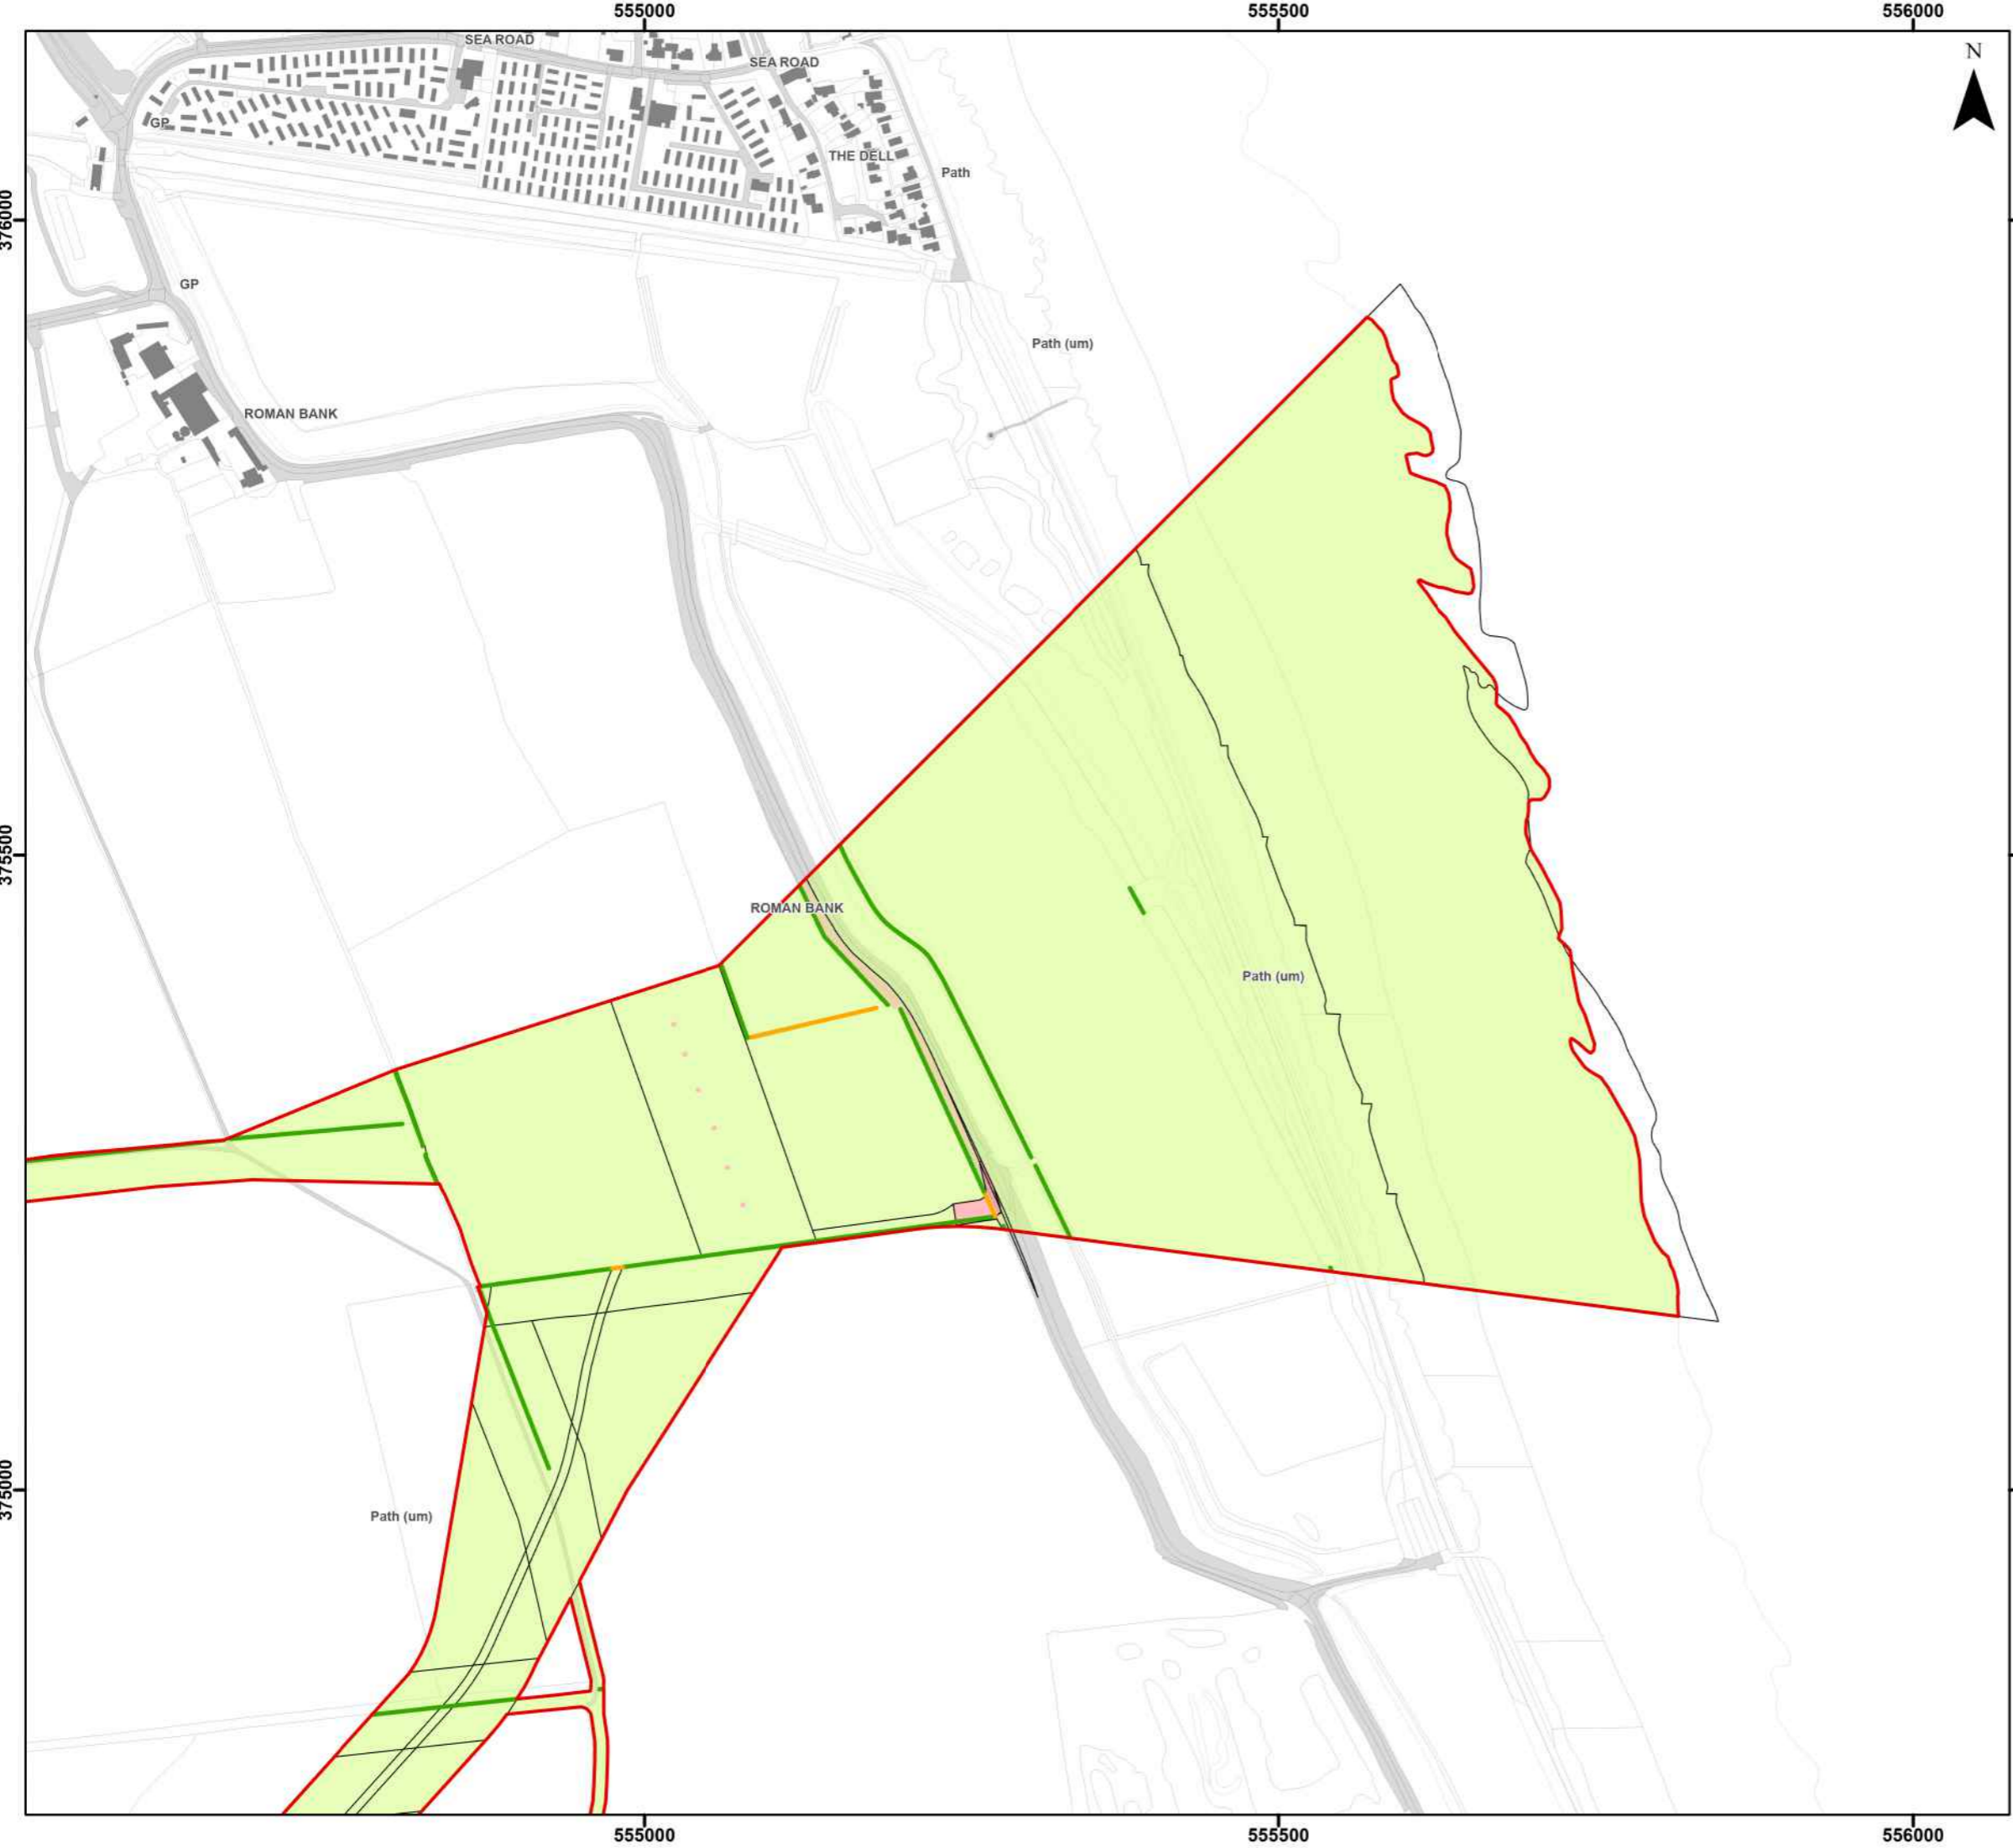 555000
555500
556000
SEA ROAD
SEA ROAD
N
GP
THE DELL
Path
376000
GP
Path (um)
ROMAN BANK
375500
ROMAN BANK
Path (um)
375000
Path (um)
555000
555500
556000